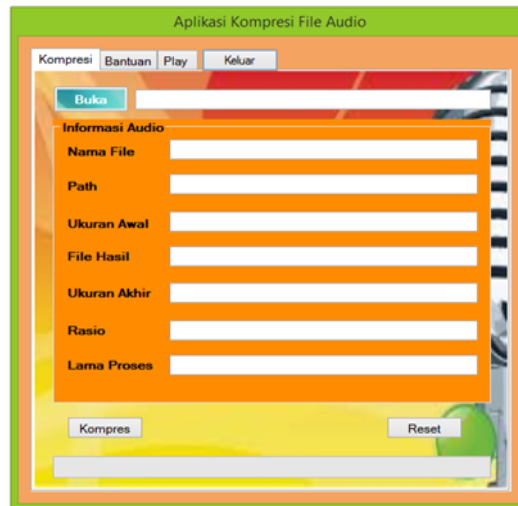 Aplikasi Kompresi File Audio
Kompresi Bantuan Play Keluar
Buka
Informasi Audio
Nama File
Path
Ukuran Awal
File Hasil
Ukuran Akhir
Rasio
Lama Proses
Kompres Reset